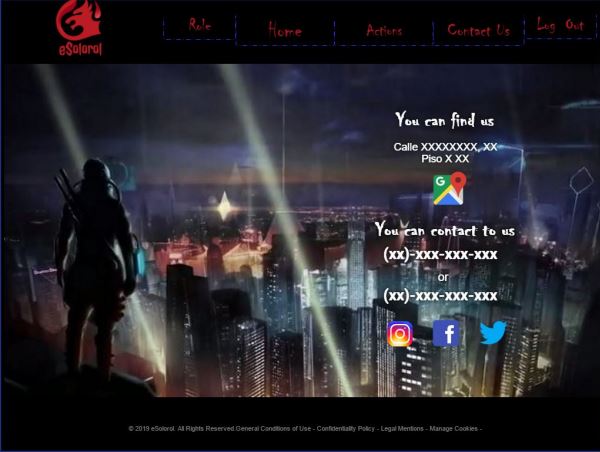 eSolorol
Role
Home
Actions
Contact Us
Log Out
You can find us
Calle XXXXXXXX, XX
Piso X XX
You can contact to us
(xx)-xxx-xxx-xxx
or
(xx)-xxx-xxx-xxx
© 2019 eSolorol. All Rights Reserved.General Conditions of Use - Confidentiality Policy - Legal Mentions - Manage Cookies -